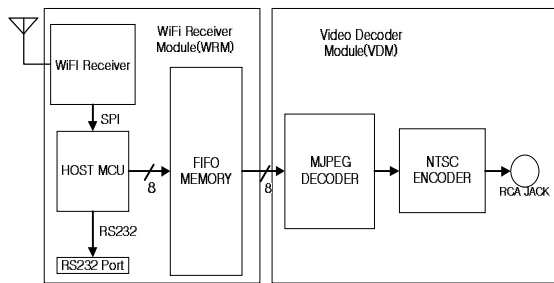 WiFi Receiver
Module(WRM)
Video Decoder
Module(VDM)
WiFI Receiver
SPI
HOST MCU
8
FIFO
MEMORY
8
MJPEG
DECODER
NTSC
ENCODER
RCA JACK
RS232
RS232 Port